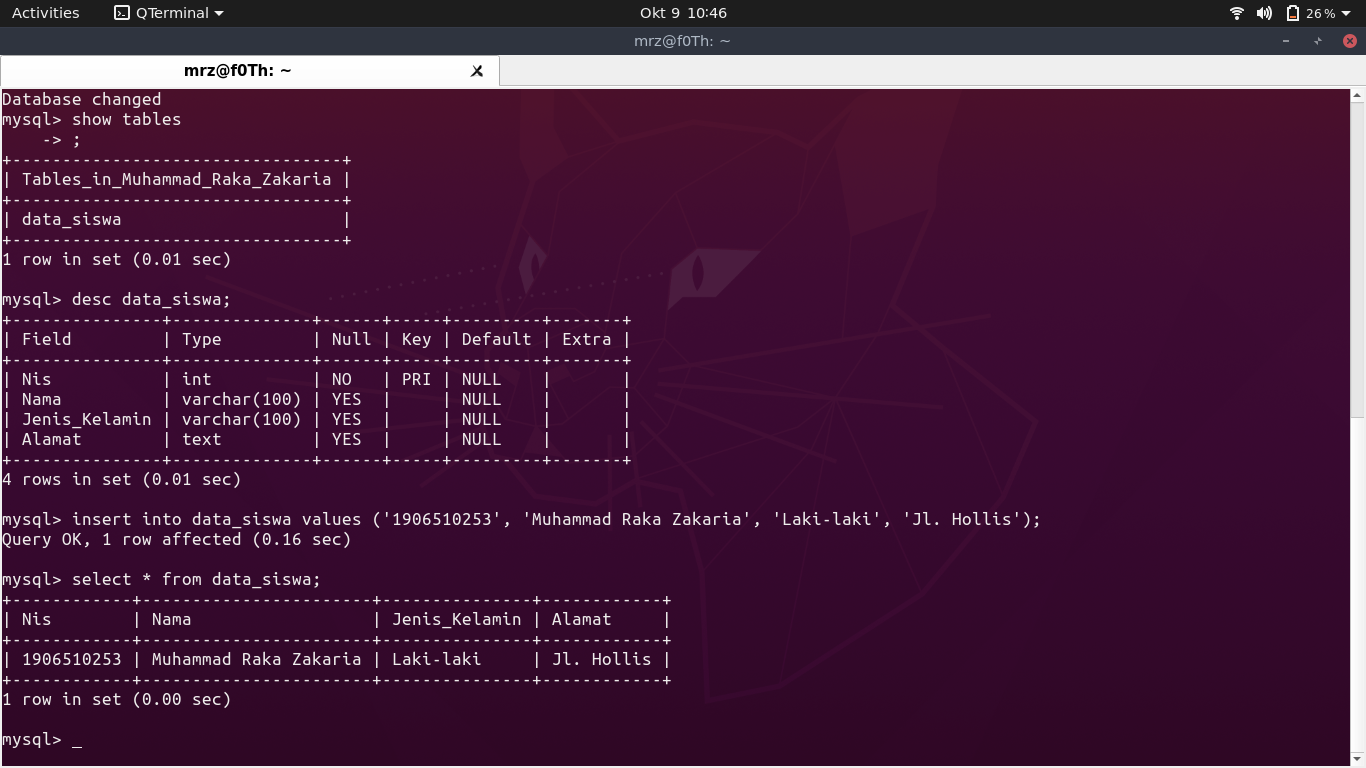 Activities QTerminal Okt 9 10:46 26 %
mrz@f0Th: ~
mrz@f0Th: ~
Database changed
mysql> show tables
    -> ;
+---------------------------------+
| Tables_in_Muhammad_Raka_Zakaria |
+---------------------------------+
| data_siswa                      |
+---------------------------------+
1 row in set (0.01 sec)

mysql> desc data_siswa;
+---------------+--------------+------+-----+---------+-------+
| Field         | Type         | Null | Key | Default | Extra |
+---------------+--------------+------+-----+---------+-------+
| Nis           | int          | NO   | PRI | NULL    |       |
| Nama          | varchar(100) | YES  |     | NULL    |       |
| Jenis_Kelamin | varchar(100) | YES  |     | NULL    |       |
| Alamat        | text         | YES  |     | NULL    |       |
+---------------+--------------+------+-----+---------+-------+
4 rows in set (0.01 sec)

mysql> insert into data_siswa values ('1906510253', 'Muhammad Raka Zakaria', 'Laki-laki', 'Jl. Hollis');
Query OK, 1 row affected (0.16 sec)

mysql> select * from data_siswa;
+------------+-----------------------+---------------+------------+
| Nis        | Nama                  | Jenis_Kelamin | Alamat     |
+------------+-----------------------+---------------+------------+
| 1906510253 | Muhammad Raka Zakaria | Laki-laki     | Jl. Hollis |
+------------+-----------------------+---------------+------------+
1 row in set (0.00 sec)

mysql> _